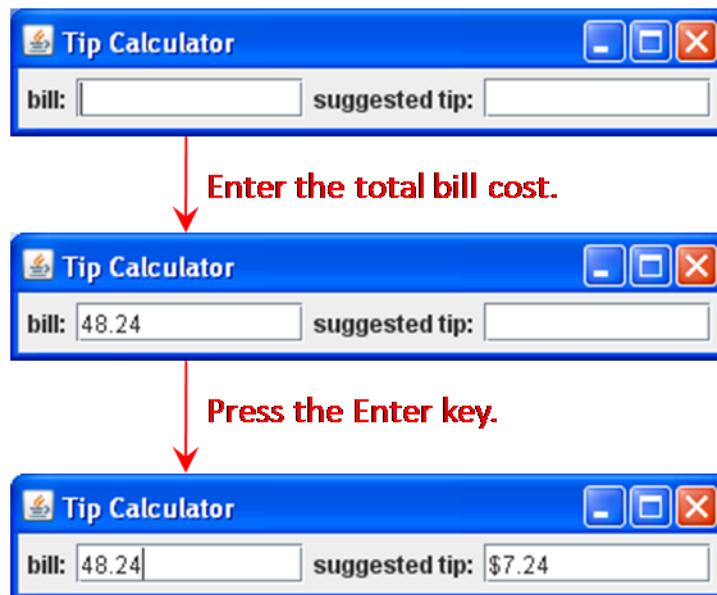 Tip Calculator
bill: suggested tip:
Enter the total bill cost.
Tip Calculator
bill: 48.24 suggested tip:
Press the Enter key.
Tip Calculator
bill: 48.24 suggested tip: $7.24